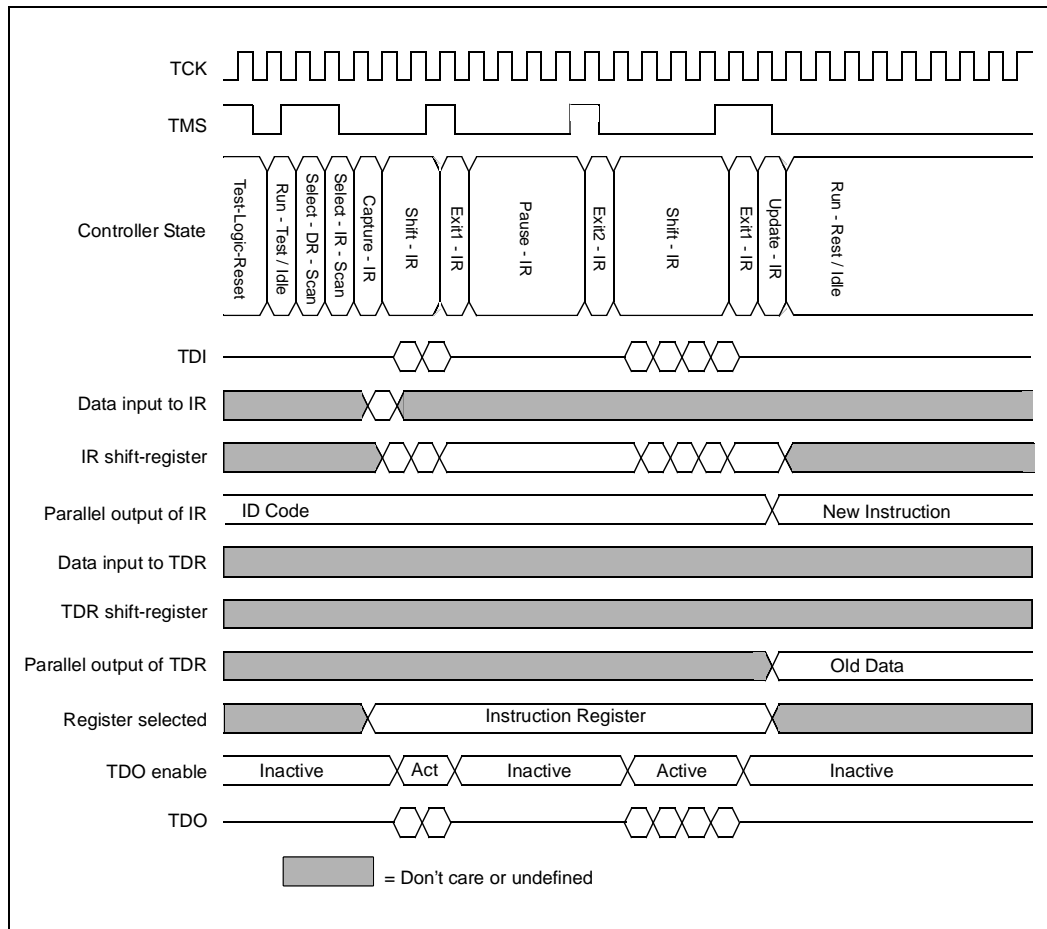 TCK
TMS
Controller State
Test-Logic-Reset
Run - Test / Idle
Select - DR - Scan
Select - IR - Scan
Capture - IR
Shift - IR
Exit1 - IR
Pause - IR
Exit2 - IR
Shift - IR
Exit1 - IR
Update - IR
Run - Rest / Idle
TDI
Data input to IR
IR shift-register
Parallel output of IR
ID Code
New Instruction
Data input to TDR
TDR shift-register
Parallel output of TDR
Old Data
Register selected
Instruction Register
TDO enable
Inactive
Act
Inactive
Active
Inactive
TDO
= Don't care or undefined